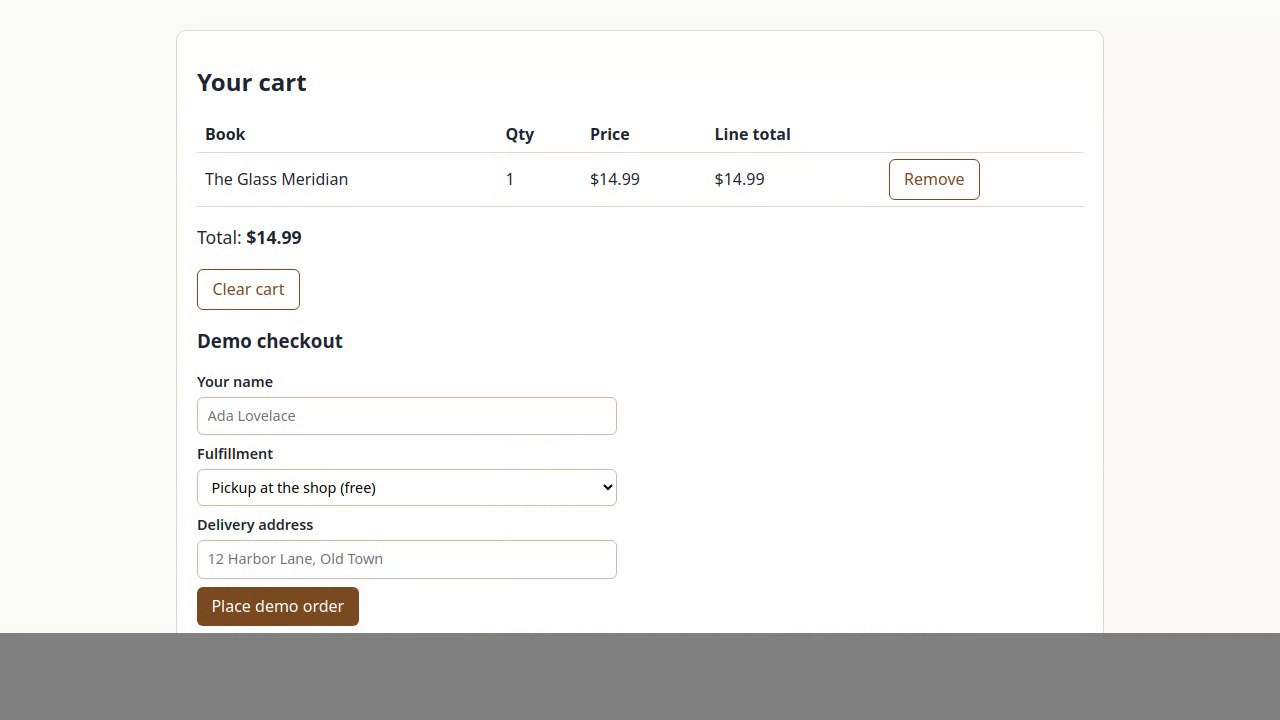 Your cart
Book Qty Price Line total
The Glass Meridian 1 $14.99 $14.99 Remove
Total: $14.99
Clear cart
Demo checkout
Your name
Ada Lovelace
Fulfillment
Pickup at the shop (free)
Delivery address
12 Harbor Lane, Old Town
Place demo order